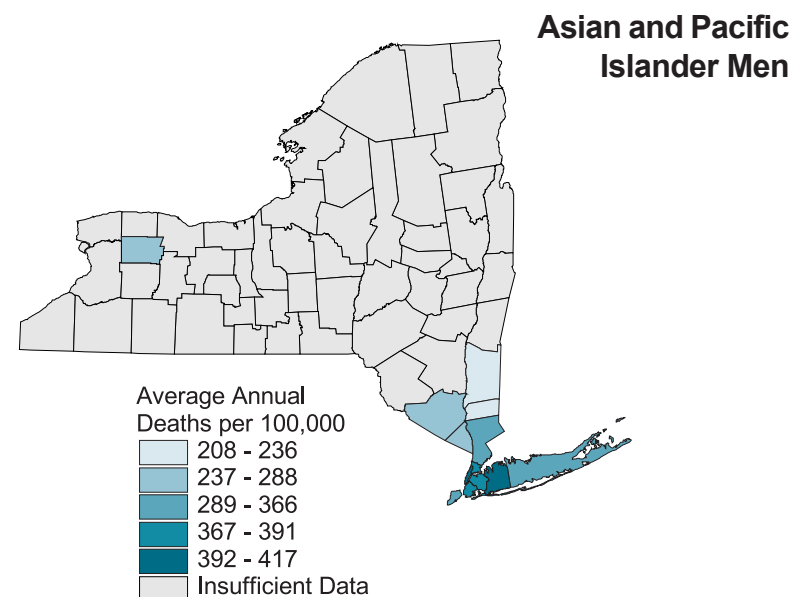 Asian and Pacific
Islander Men
Average Annual
Deaths per 100,000
208 - 236
237 - 288
289 - 366
367 - 391
392 - 417
Insufficient Data